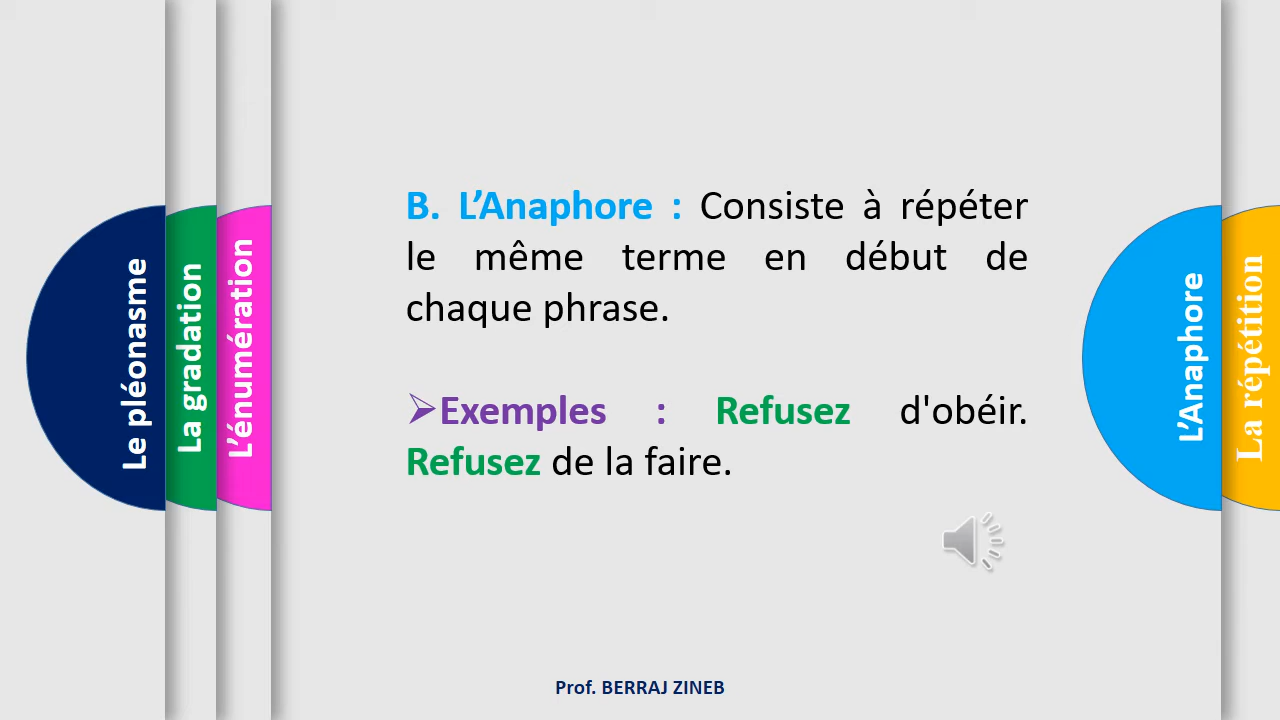 Le pléonasme
La gradation
L'énumération
B. L’Anaphore : Consiste à répéter
le même terme en début de
chaque phrase.
➢Exemples : Refusez d'obéir.
Refusez de la faire.
L’Anaphore
La répétition
Prof. BERRAJ ZINEB